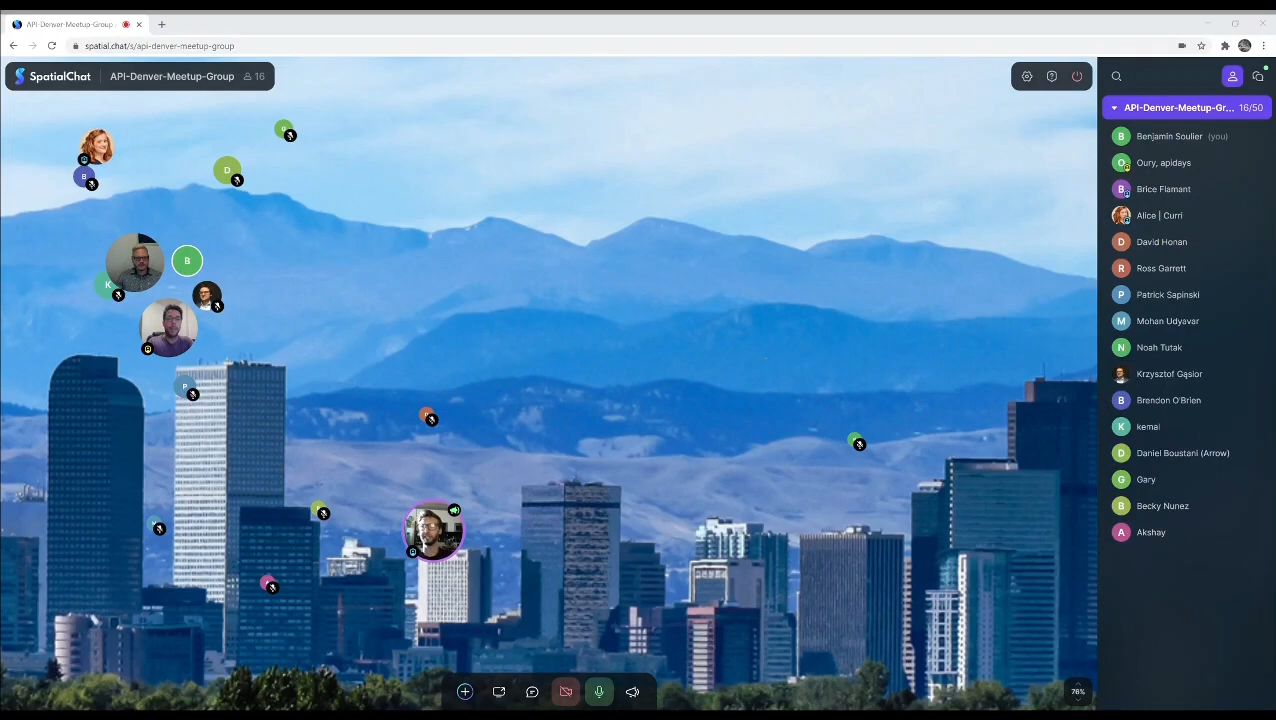 API-Denver-Meetup-Group
spatial.chat/s/api-denver-meetup-group
SpatialChat
API-Denver-Meetup-Group
16
API-Denver-Meetup-Gr... 16/50
B
Benjamin Soulier (you)
O
Oury, apidays
B
Brice Flamant
Alice | Curri
D
David Honan
R
Ross Garrett
P
Patrick Sapinski
M
Mohan Udyavar
N
Noah Tutak
Krzysztof Gąsior
B
Brendon O'Brien
K
kemal
D
Daniel Boustani (Arrow)
G
Gary
B
Becky Nunez
A
Akshay
D
B
B
K
P
76%